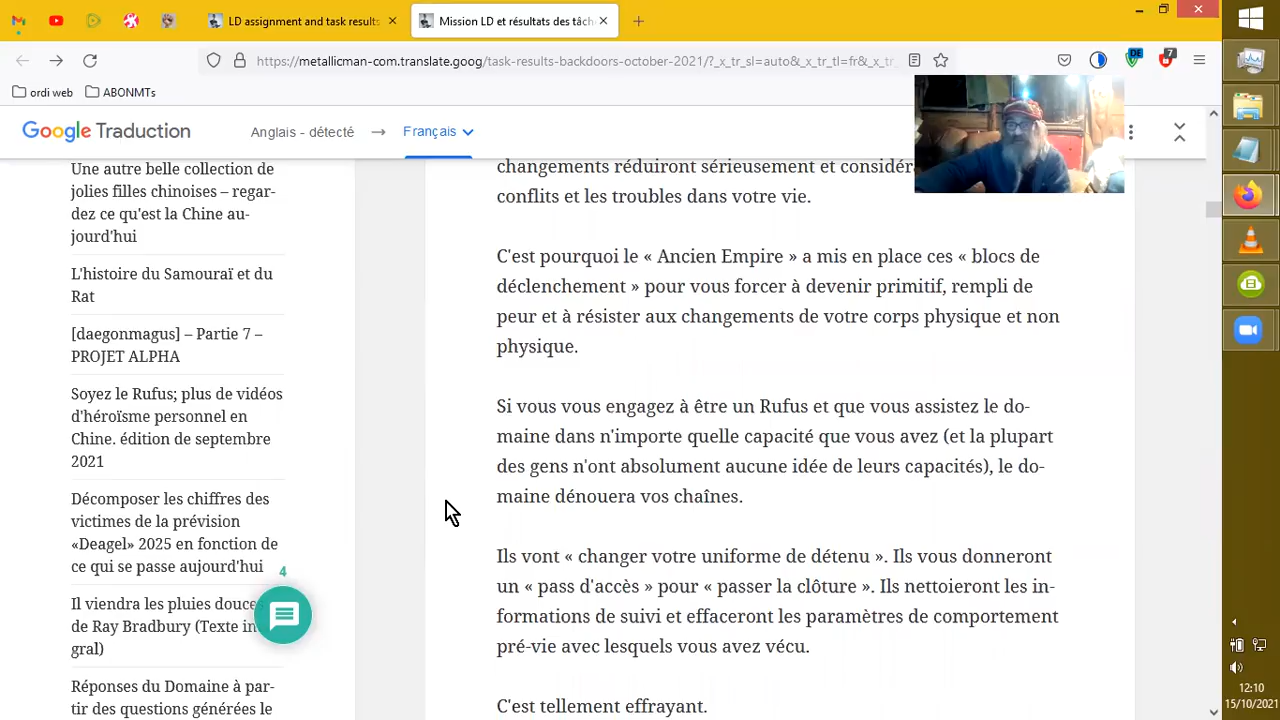 LD assignment and task results
Mission LD et résultats des tâch
https://metallicman-com.translate.goog/task-results-backdoors-october-2021/?_x_tr_sl=auto&_x_tr_tl=fr&_x_tr_
DE
7
ordi web
ABONMTs
Google Traduction
Anglais - détecté
Français
Une autre belle collection de
jolies filles chinoises – regar-
dez ce qu'est la Chine au-
jourd'hui
L'histoire du Samouraï et du
Rat
[daegonmagus] – Partie 7 –
PROJET ALPHA
Soyez le Rufus; plus de vidéos
d'héroïsme personnel en
Chine. édition de septembre
2021
Décomposer les chiffres des
victimes de la prévision
«Deagel» 2025 en fonction de
ce qui se passe aujourd'hui
4
Il viendra les pluies douce
de Ray Bradbury (Texte in
gral)
Réponses du Domaine à par-
tir des questions générées le
changements réduiront sérieusement et considéra
conflits et les troubles dans votre vie.
C'est pourquoi le « Ancien Empire » a mis en place ces « blocs de
déclenchement » pour vous forcer à devenir primitif, rempli de
peur et à résister aux changements de votre corps physique et non
physique.
Si vous vous engagez à être un Rufus et que vous assistez le do-
maine dans n'importe quelle capacité que vous avez (et la plupart
des gens n'ont absolument aucune idée de leurs capacités), le do-
maine dénouera vos chaînes.
Ils vont « changer votre uniforme de détenu ». Ils vous donneront
un « pass d'accès » pour « passer la clôture ». Ils nettoieront les in-
formations de suivi et effaceront les paramètres de comportement
pré-vie avec lesquels vous avez vécu.
C'est tellement effrayant.
12:10
15/10/2021